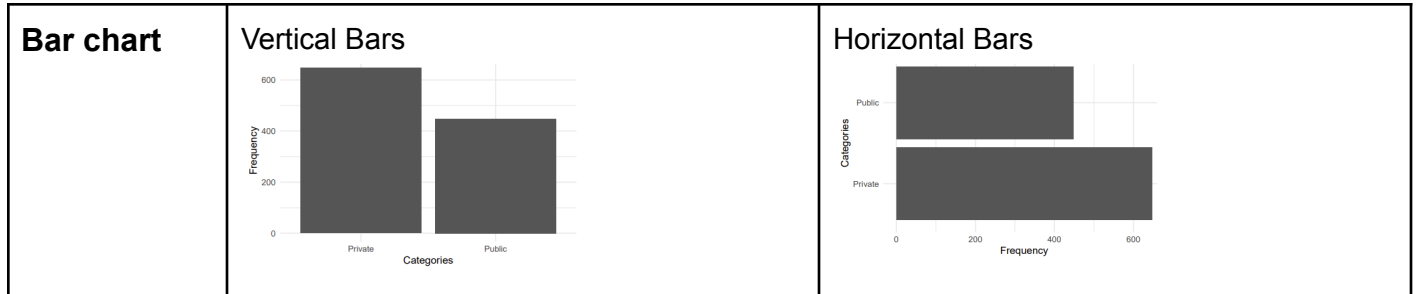 Bar chart
Vertical Bars
600
400
200
0
Frequency
Private Public
Categories
Horizontal Bars
Public
Private
Categories
0 200 400 600
Frequency